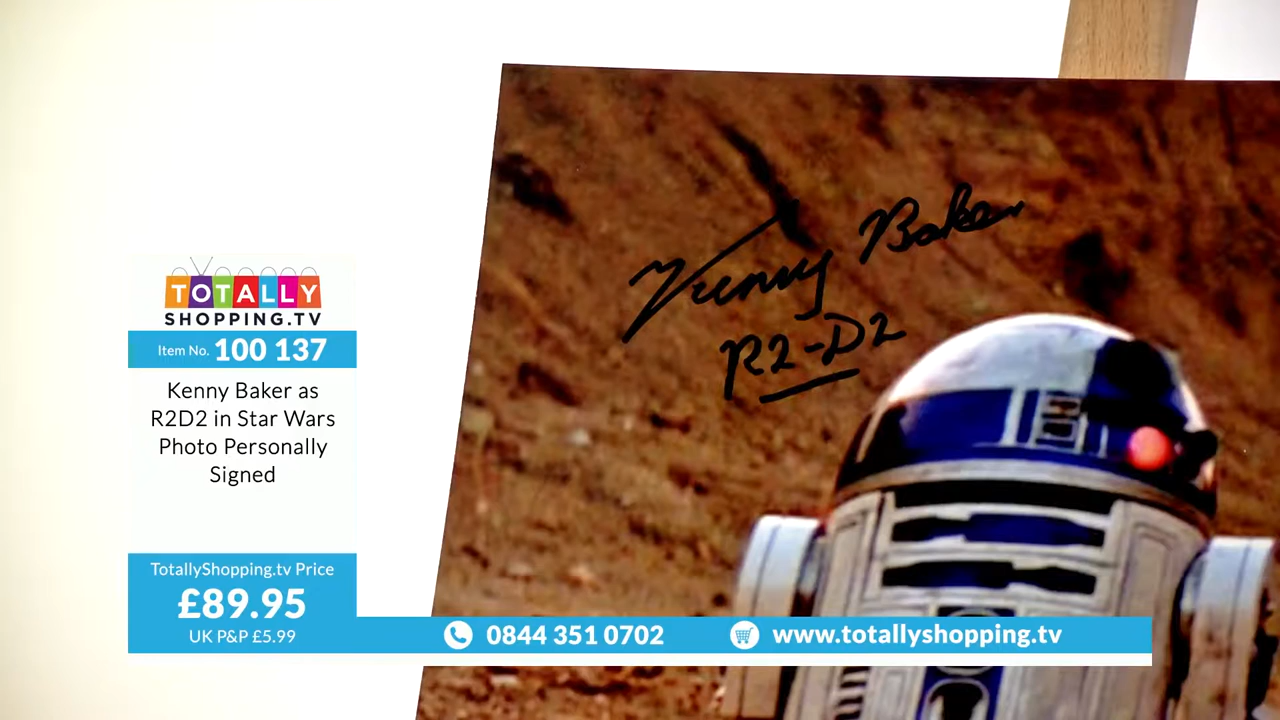 Kenny Baker
R2-D2
TOTALLY
SHOPPING.TV
Item No. 100 137
Kenny Baker as
R2D2 in Star Wars
Photo Personally
Signed
TotallyShopping.tv Price
£89.95
UK P&P £5.99
0844 351 0702
www.totallyshopping.tv